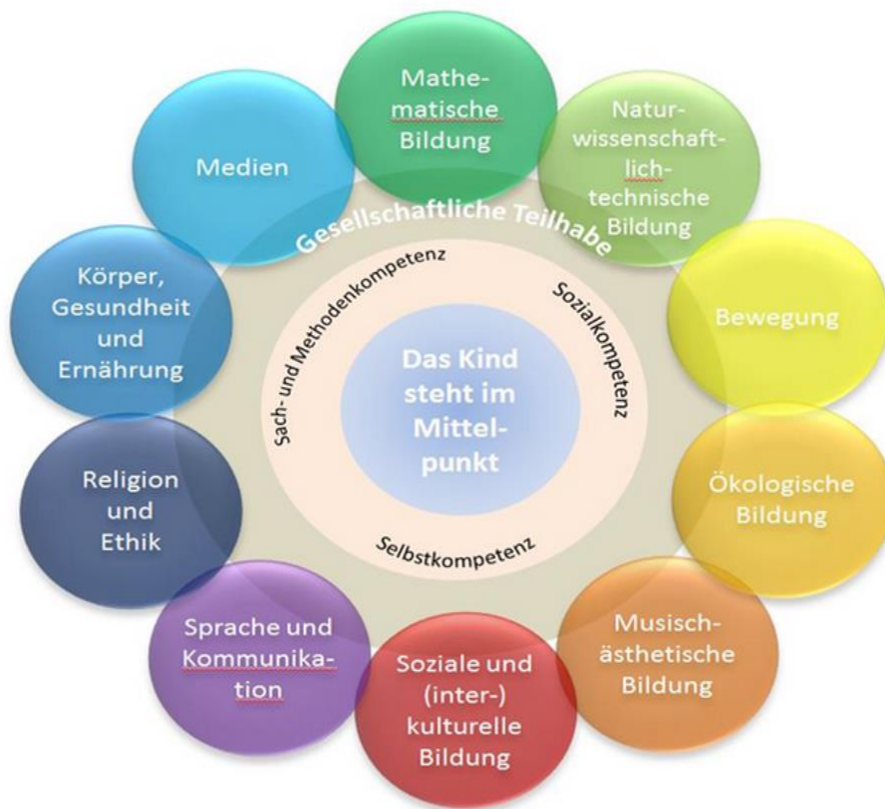 Mathe-
matische
Bildung
Natur-
wissenschaft-
lich-
technische
Bildung
Bewegung
Ökologische
Bildung
Musisch-
ästhetische
Bildung
Soziale und
(inter-)
kulturelle
Bildung
Sprache und
Kommunika-
tion
Religion
und
Ethik
Körper,
Gesundheit
und
Ernährung
Medien
Gesellschaftliche Teilhabe
Sach- und Methodenkompetenz
Sozialkompetenz
Selbstkompetenz
Das Kind
steht im
Mittel-
punkt